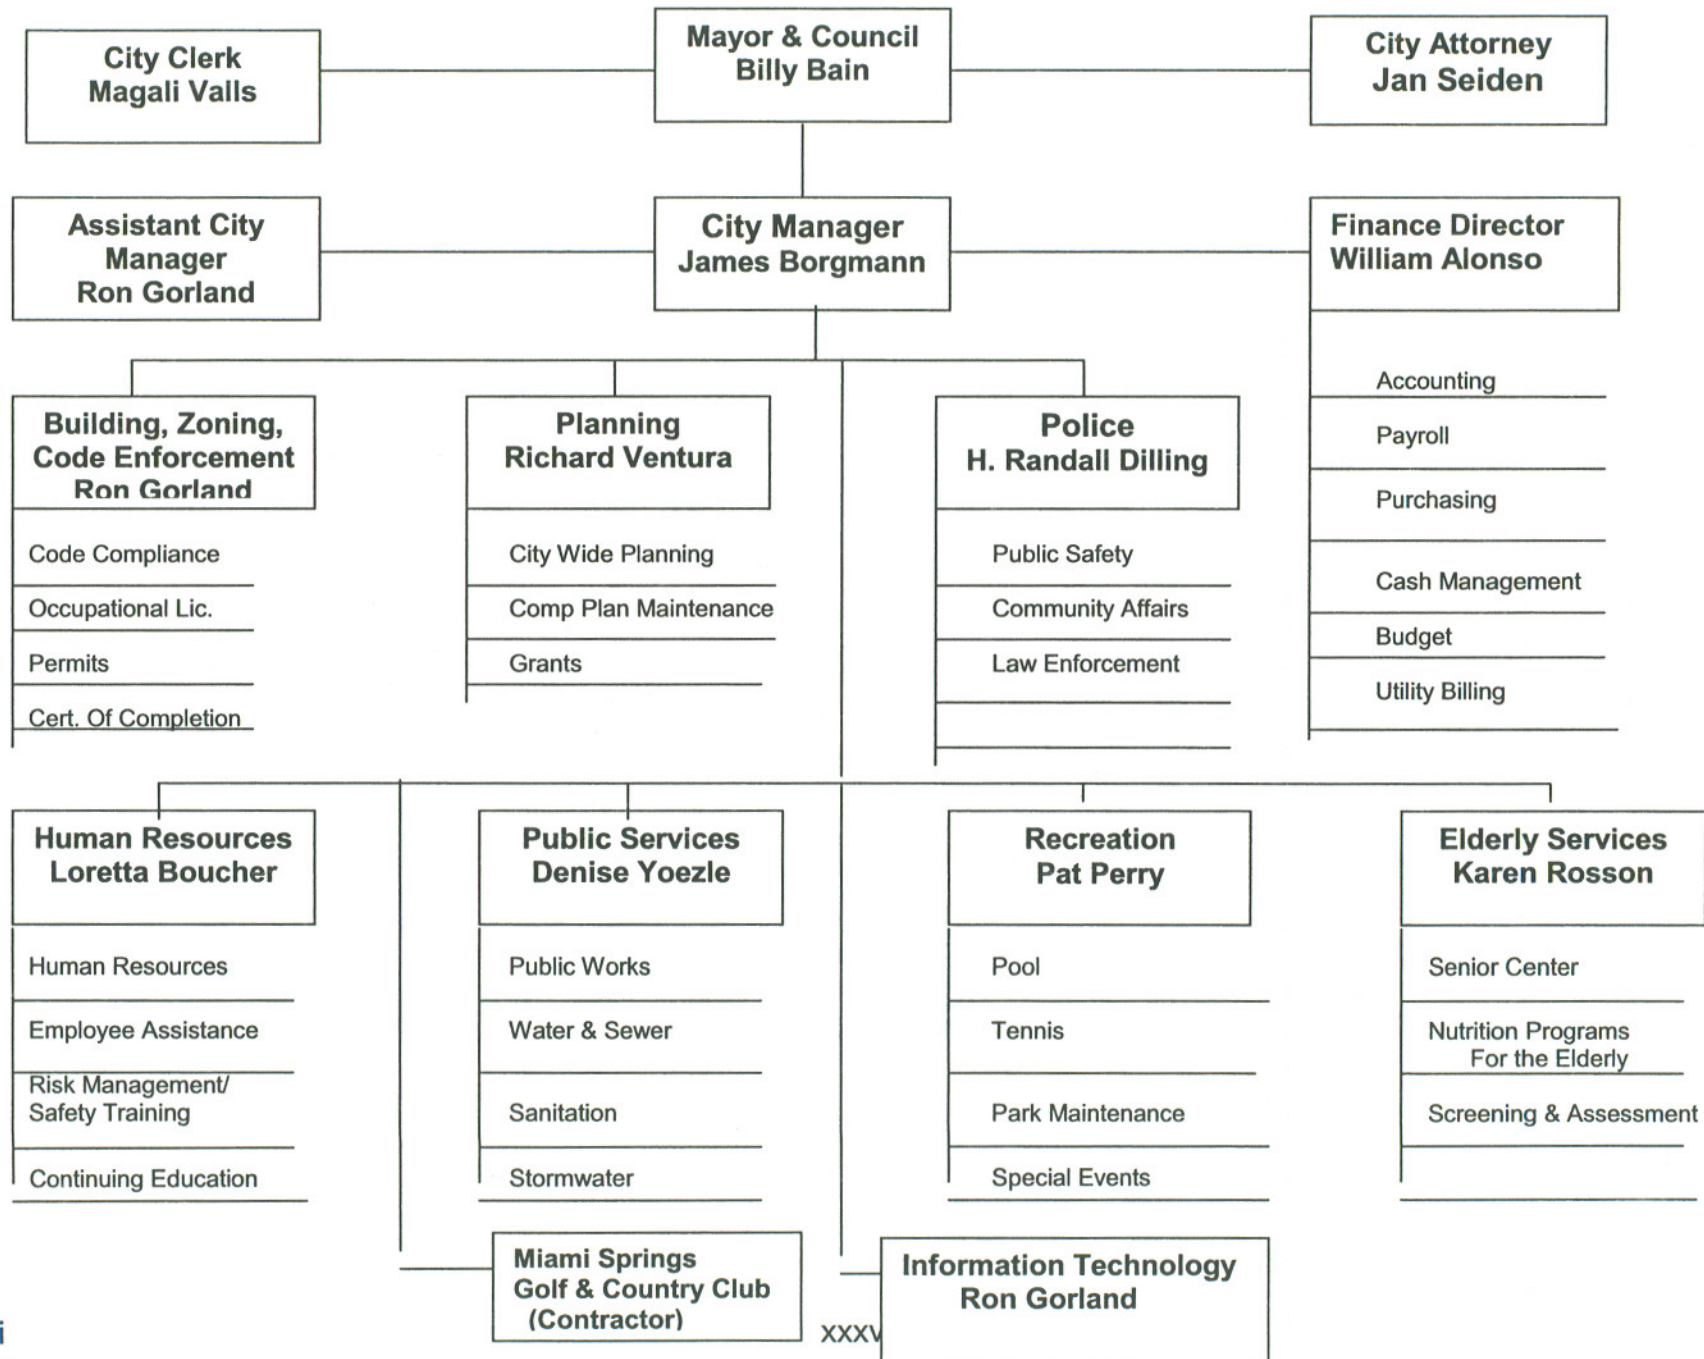 City Clerk
Magali Valls
Mayor & Council
Billy Bain
City Attorney
Jan Seiden
Assistant City
Manager
Ron Gorland
City Manager
James Borgmann
Finance Director
William Alonso
Accounting
Payroll
Purchasing
Cash Management
Budget
Utility Billing
Building, Zoning,
Code Enforcement
Ron Gorland
Code Compliance
Occupational Lic.
Permits
Cert. Of Completion
Planning
Richard Ventura
City Wide Planning
Comp Plan Maintenance
Grants
Police
H. Randall Dilling
Public Safety
Community Affairs
Law Enforcement
Human Resources
Loretta Boucher
Human Resources
Employee Assistance
Risk Management/
Safety Training
Continuing Education
Public Services
Denise Yoezle
Public Works
Water & Sewer
Sanitation
Stormwater
Recreation
Pat Perry
Pool
Tennis
Park Maintenance
Special Events
Elderly Services
Karen Rosson
Senior Center
Nutrition Programs
For the Elderly
Screening & Assessment
Miami Springs
Golf & Country Club
(Contractor)
Information Technology
Ron Gorland
i
xxxv